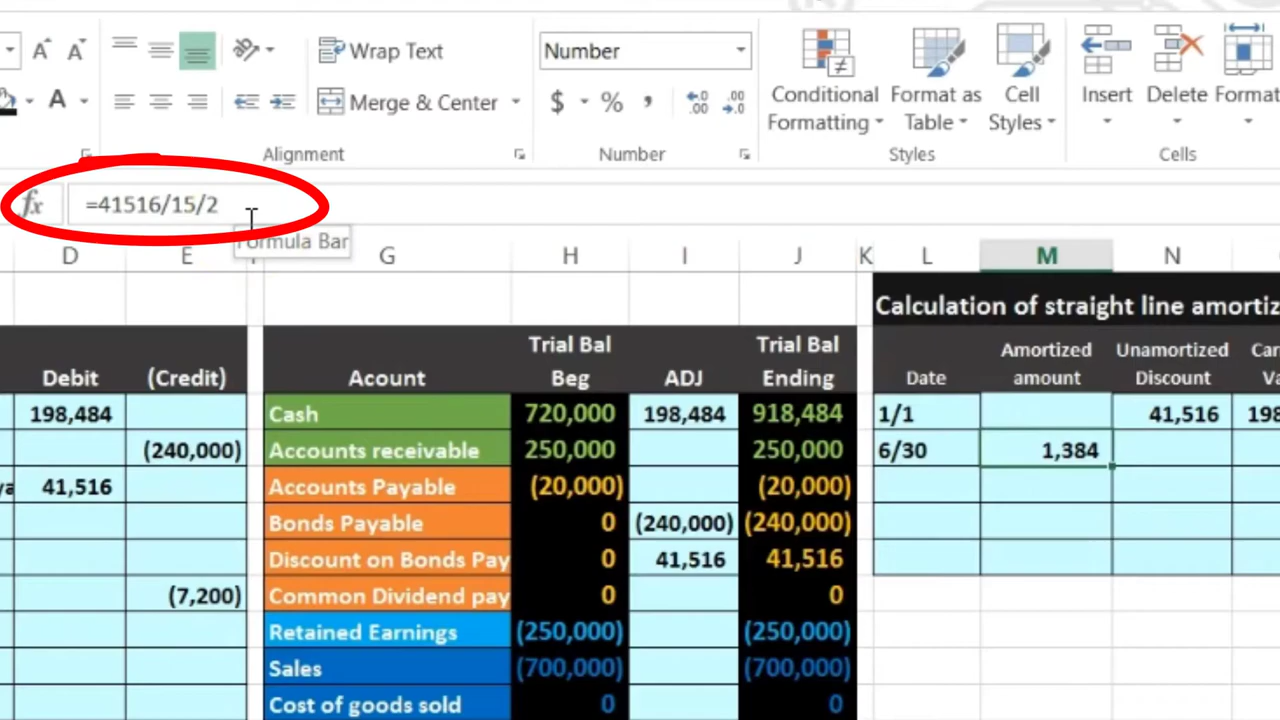 A A Wrap Text Number
Merge & Center $ % , .0 .00 .00 .0
Conditional Formatting Format as Table Cell Styles Insert Delete Format
Alignment Number Styles Cells
fx =41516/15/2
Formula Bar
D E G H I J K L M N
Calculation of straight line amortiz
Debit (Credit) Acount Trial Bal Beg ADJ Trial Bal Ending Date Amortized amount Unamortized Discount Car Va
198,484 Cash 720,000 198,484 918,484 1/1 41,516 198
(240,000) Accounts receivable 250,000 250,000 6/30 1,384
ya 41,516 Accounts Payable (20,000) (20,000)
Bonds Payable 0 (240,000) (240,000)
Discount on Bonds Pay 0 41,516 41,516
(7,200) Common Dividend pay 0 0
Retained Earnings (250,000) (250,000)
Sales (700,000) (700,000)
Cost of goods sold 0 0